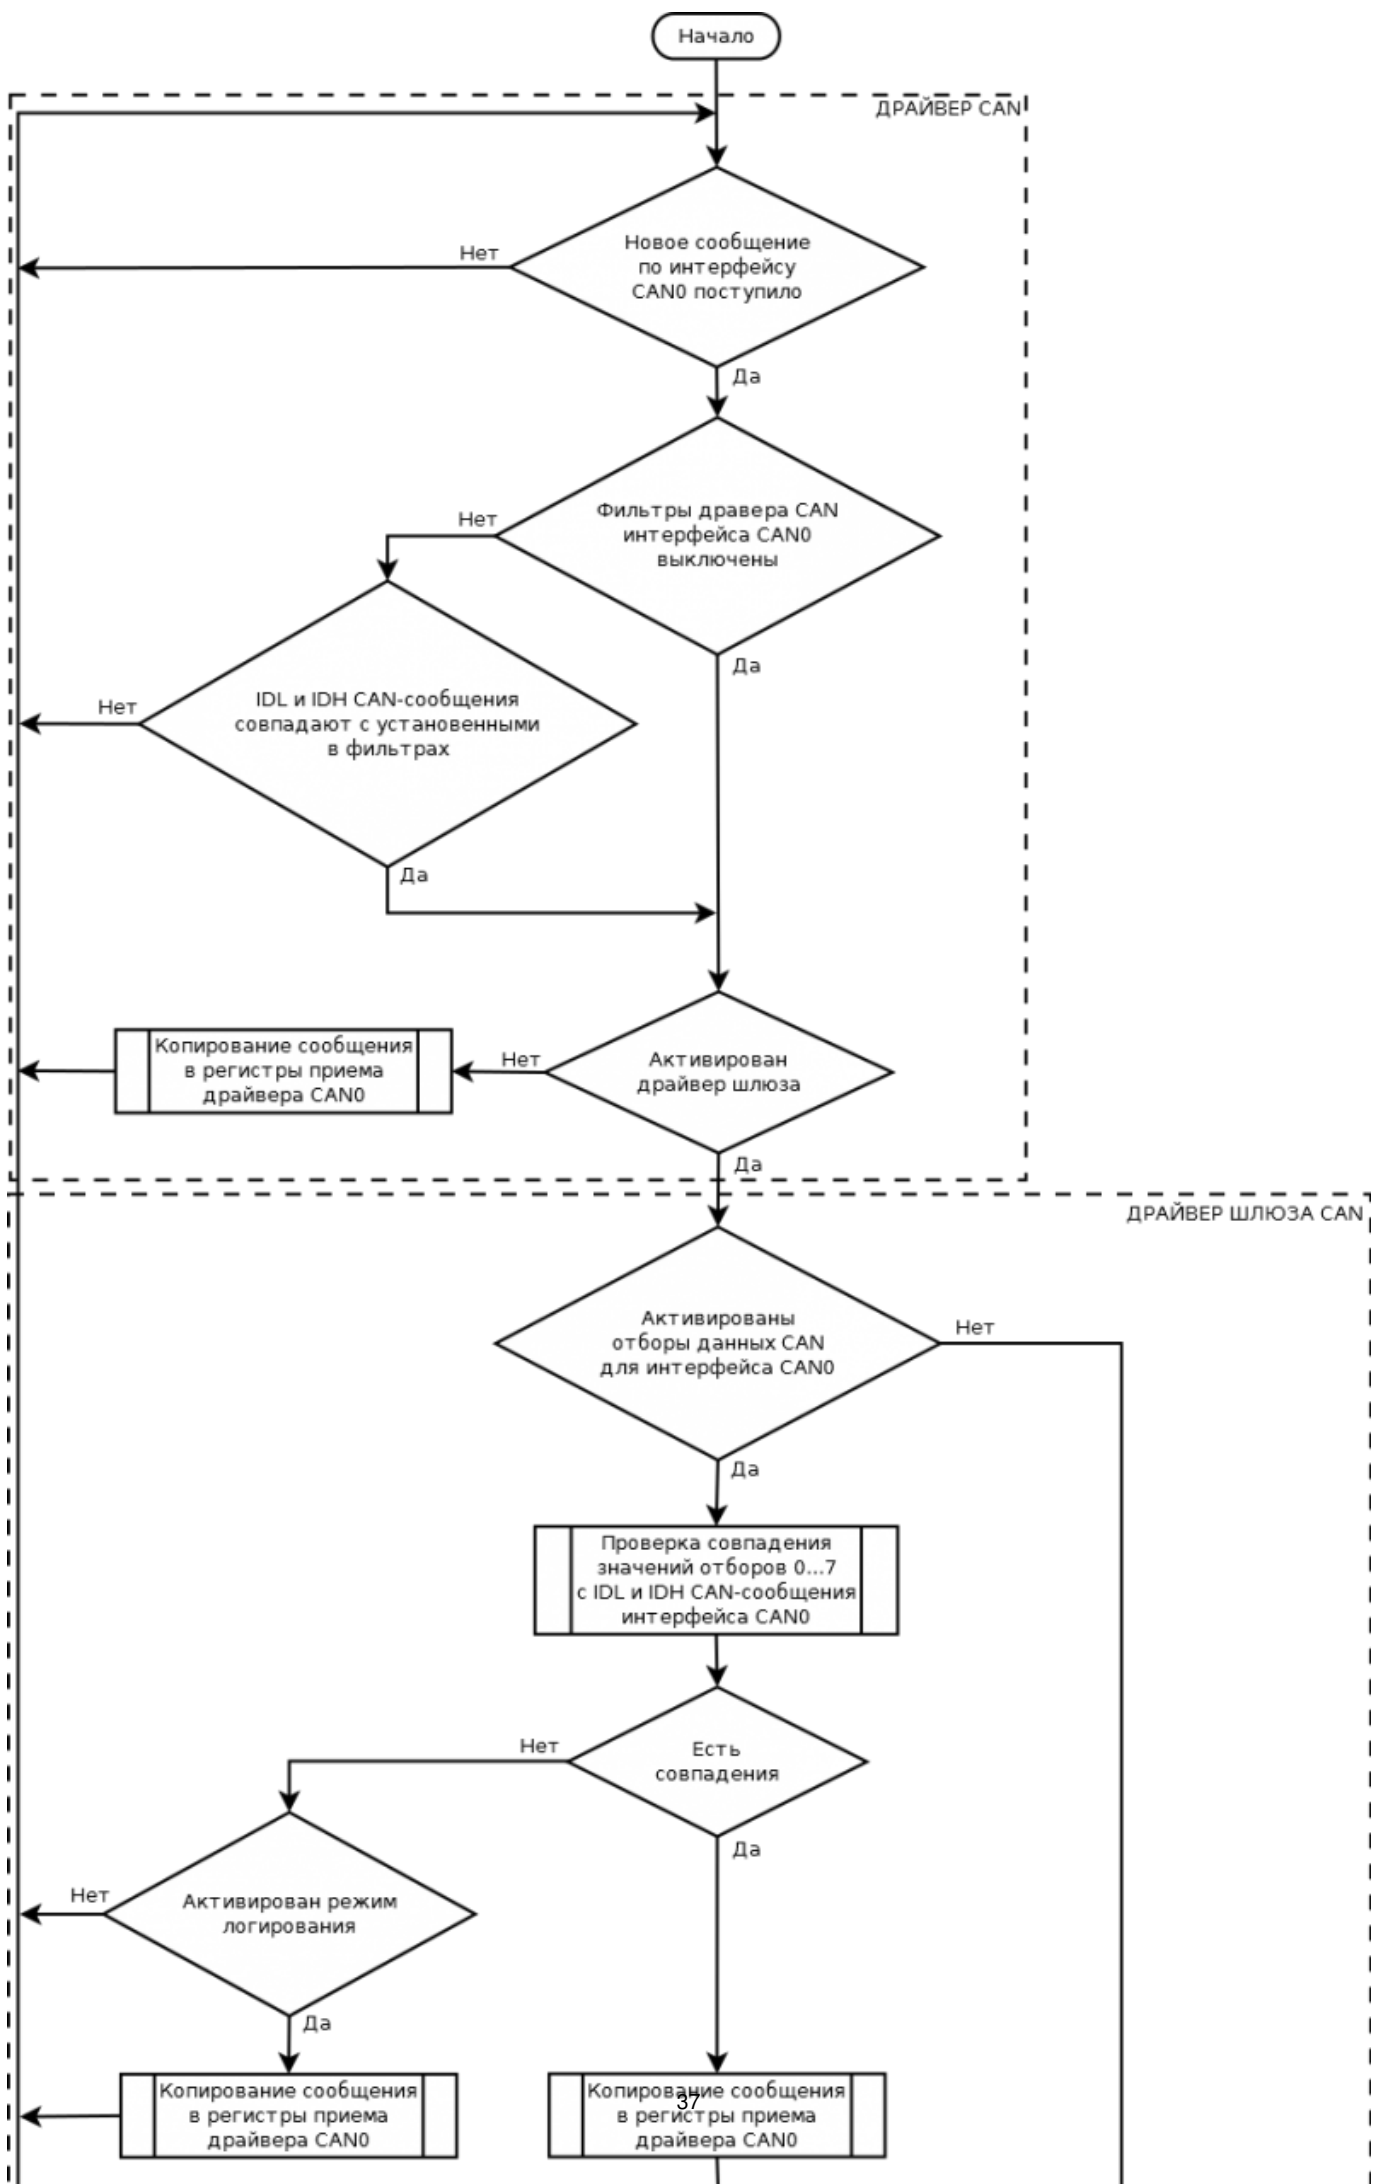 Начало
ДРАЙВЕР CAN
Новое сообщение
по интерфейсу
CAN0 поступило
Нет
Да
Фильтры дравера CAN
интерфейса CAN0
выключены
Нет
Да
IDL и IDH CAN-сообщения
совпадают с установенными
в фильтрах
Нет
Да
Активирован
драйвер шлюза
Нет
Копирование сообщения
в регистры приема
драйвера CAN0
Да
ДРАЙВЕР ШЛЮЗА CAN
Активированы
отборы данных CAN
для интерфейса CAN0
Нет
Да
Проверка совпадения
значений отборов 0...7
с IDL и IDH CAN-сообщения
интерфейса CAN0
Есть
совпадения
Нет
Да
Активирован режим
логирования
Нет
Да
Копирование сообщения
в регистры приема
драйвера CAN0
Копирование сообщения
в регистры приема
драйвера CAN0
37